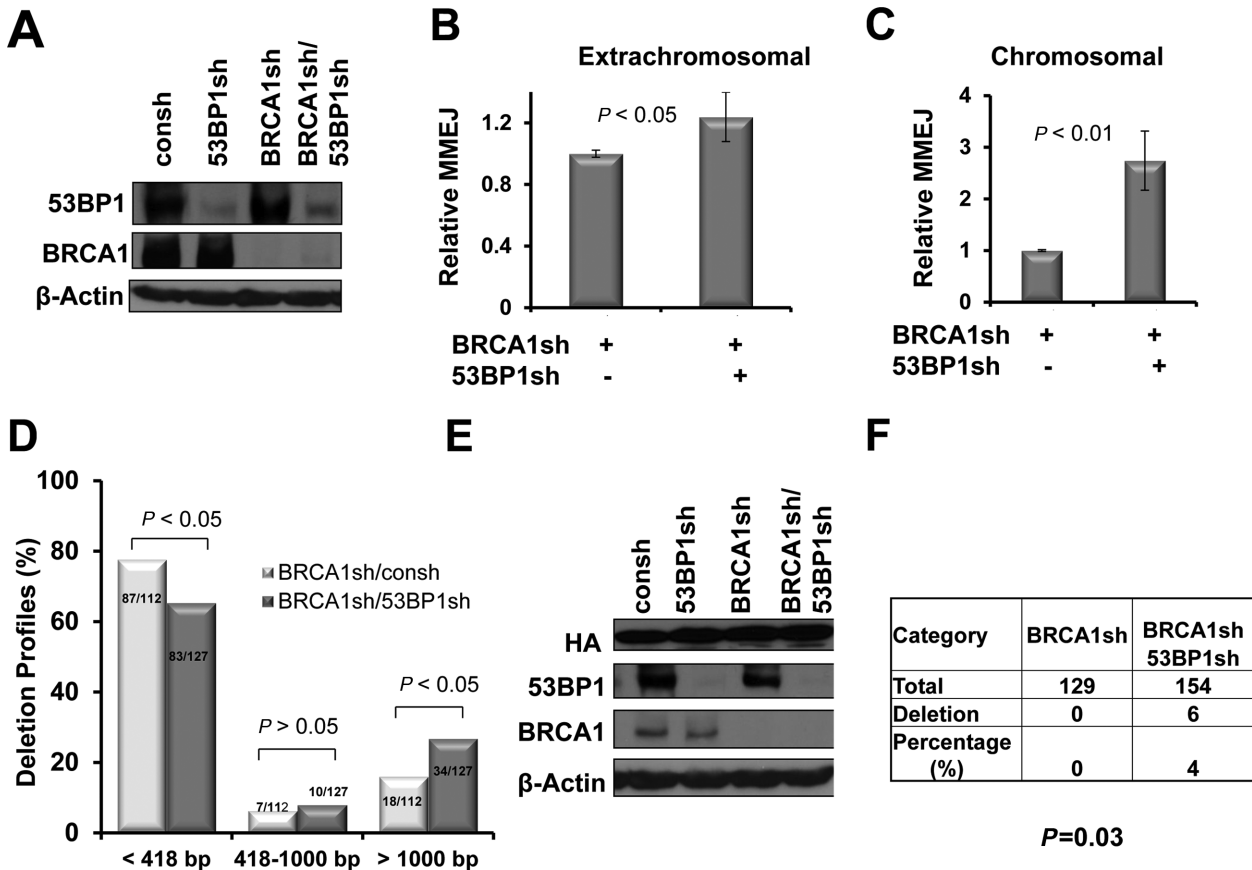 A
consh
53BP1sh
BRCA1sh
BRCA1sh/
53BP1sh
53BP1
BRCA1
β-Actin
B
Extrachromosomal
Relative MMEJ
1.2
0.8
0.4
0
P < 0.05
BRCA1sh + +
53BP1sh - +
C
Chromosomal
Relative MMEJ
4
3
2
1
0
P < 0.01
BRCA1sh + +
53BP1sh - +
D
Deletion Profiles (%)
100
80
60
40
20
0
P < 0.05
P > 0.05
P < 0.05
BRCA1sh/consh
BRCA1sh/53BP1sh
87/112
83/127
7/112
10/127
18/112
34/127
< 418 bp 418-1000 bp > 1000 bp
E
consh
53BP1sh
BRCA1sh
BRCA1sh/
53BP1sh
HA
53BP1
BRCA1
β-Actin
F
Category BRCA1sh BRCA1sh
53BP1sh
Total 129 154
Deletion 0 6
Percentage
(%) 0 4
P=0.03